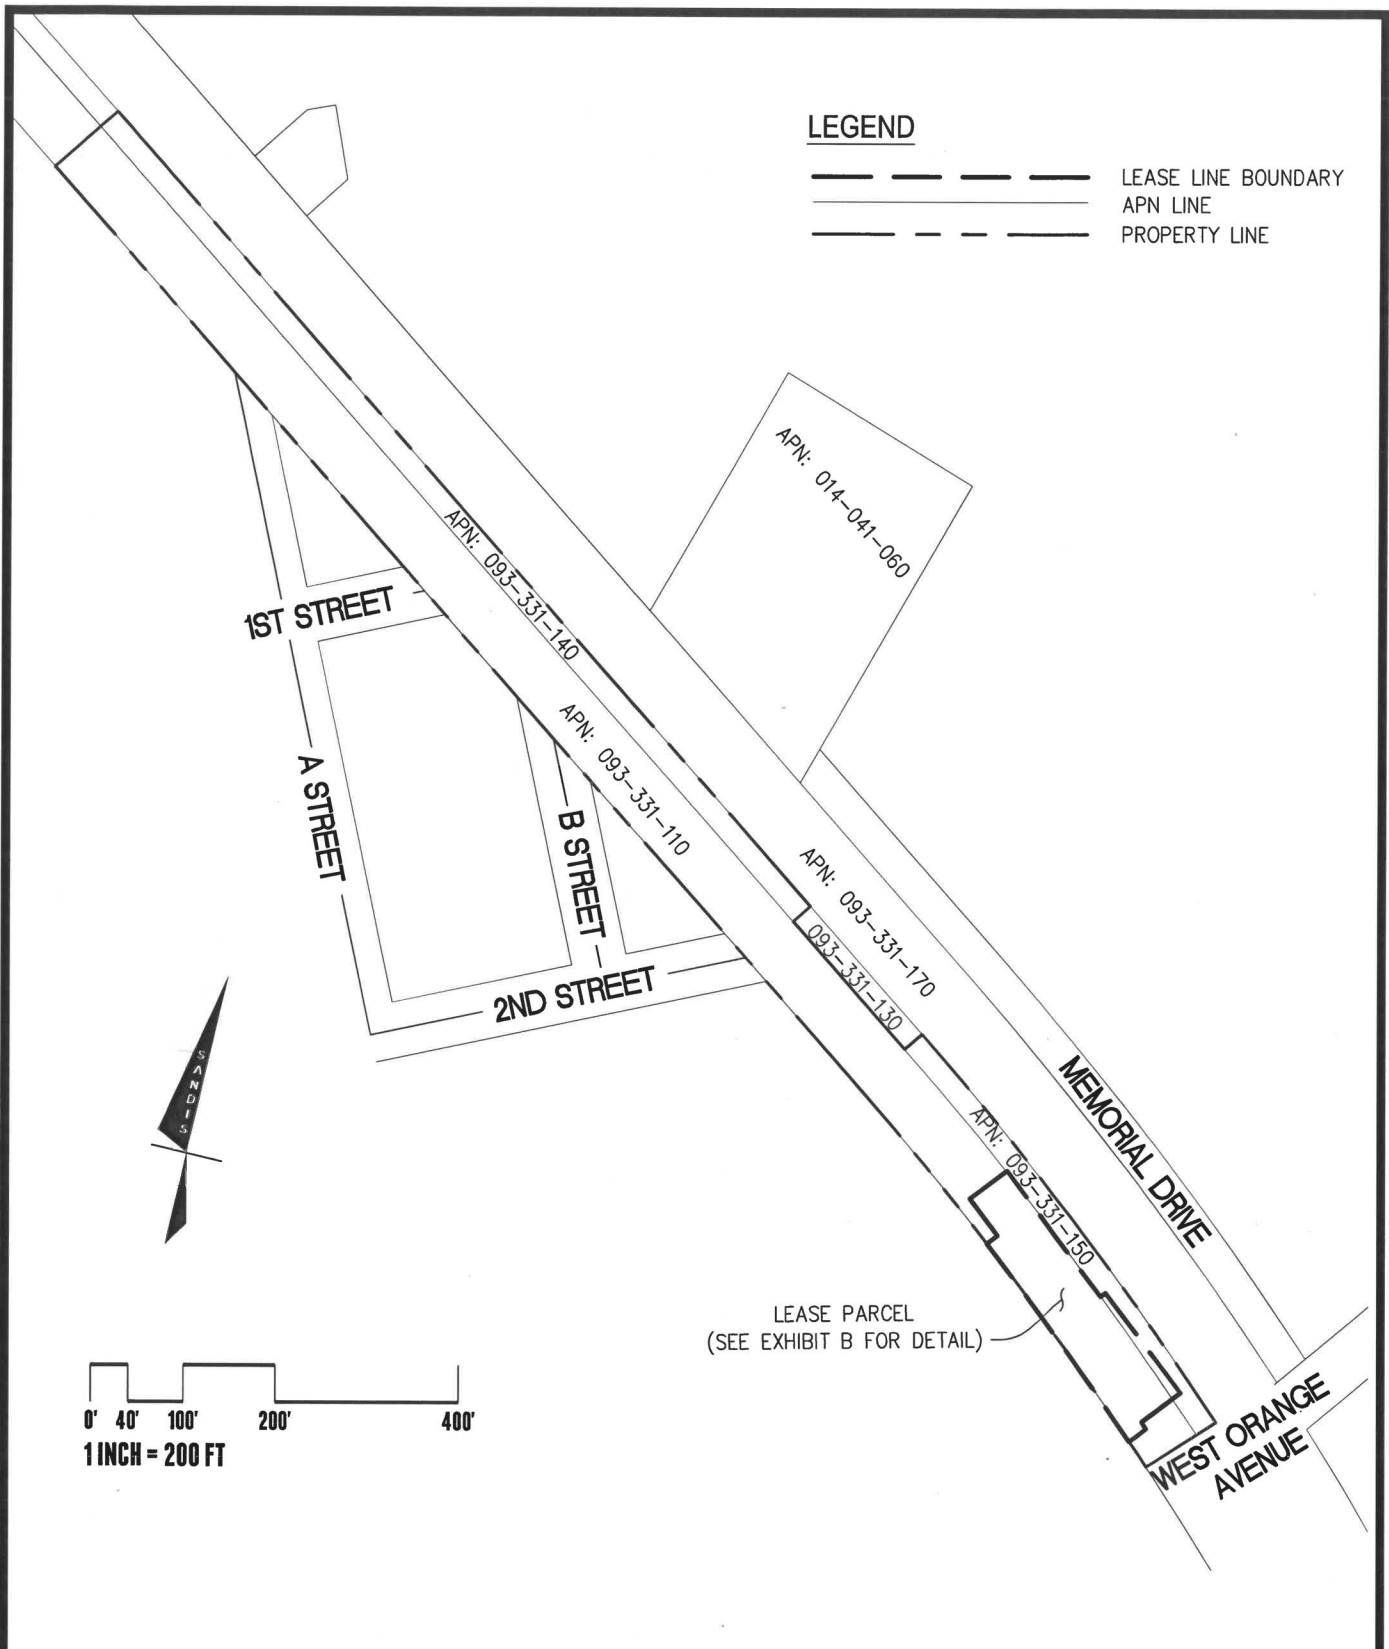 LEGEND
LEASE LINE BOUNDARY
APN LINE
PROPERTY LINE
APN: 014-041-060
APN: 093-331-140
1ST STREET
APN: 093-331-110
A STREET
B STREET
APN: 093-331-170
093-331-130
2ND STREET
SANDIS
MEMORIAL DRIVE
APN: 093-331-150
LEASE PARCEL
(SEE EXHIBIT B FOR DETAIL)
WEST ORANGE
AVENUE
0' 40' 100' 200' 400'
1 INCH = 200 FT